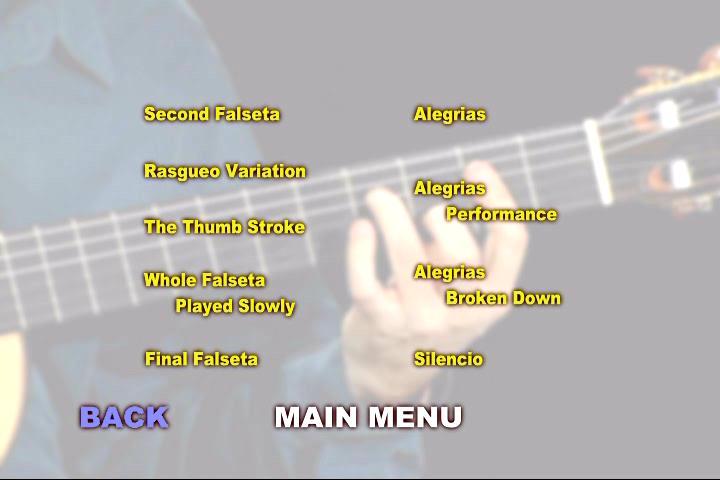 Second Falseta
Rasgueo Variation
The Thumb Stroke
Whole Falseta
Played Slowly
Final Falseta
Alegrias
Alegrias
Performance
Alegrias
Broken Down
Silencio
BACK
MAIN MENU